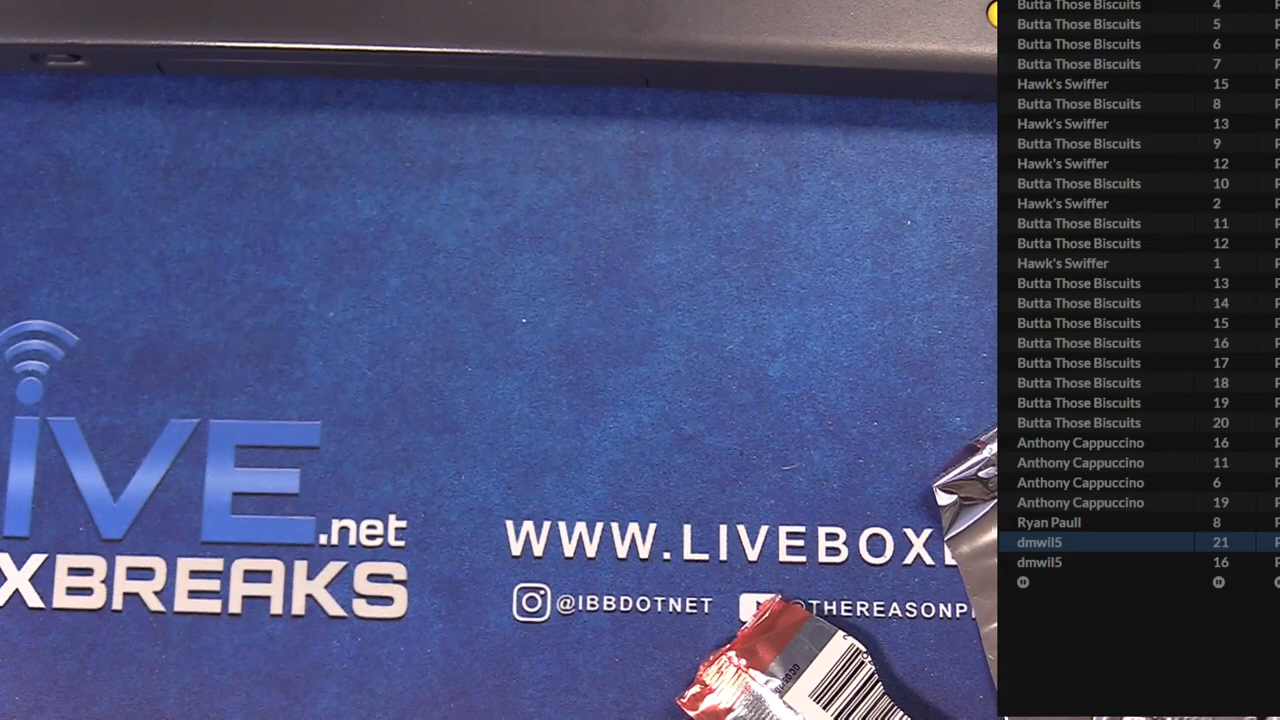 Butta Those Biscuits 4
Butta Those Biscuits 5
Butta Those Biscuits 6
Butta Those Biscuits 7
Hawk's Swiffer 15
Butta Those Biscuits 8
Hawk's Swiffer 13
Butta Those Biscuits 9
Hawk's Swiffer 12
Butta Those Biscuits 10
Hawk's Swiffer 2
Butta Those Biscuits 11
Butta Those Biscuits 12
Hawk's Swiffer 1
Butta Those Biscuits 13
Butta Those Biscuits 14
Butta Those Biscuits 15
Butta Those Biscuits 16
Butta Those Biscuits 17
Butta Those Biscuits 18
Butta Those Biscuits 19
Butta Those Biscuits 20
Anthony Cappuccino 16
Anthony Cappuccino 11
Anthony Cappuccino 6
Anthony Cappuccino 19
Ryan Paull 8
dmwil5 21
dmwil5 16
iVE.net
XBREAKS
WWW.LIVEBOX
@IBBDOTNET @THEREASONP